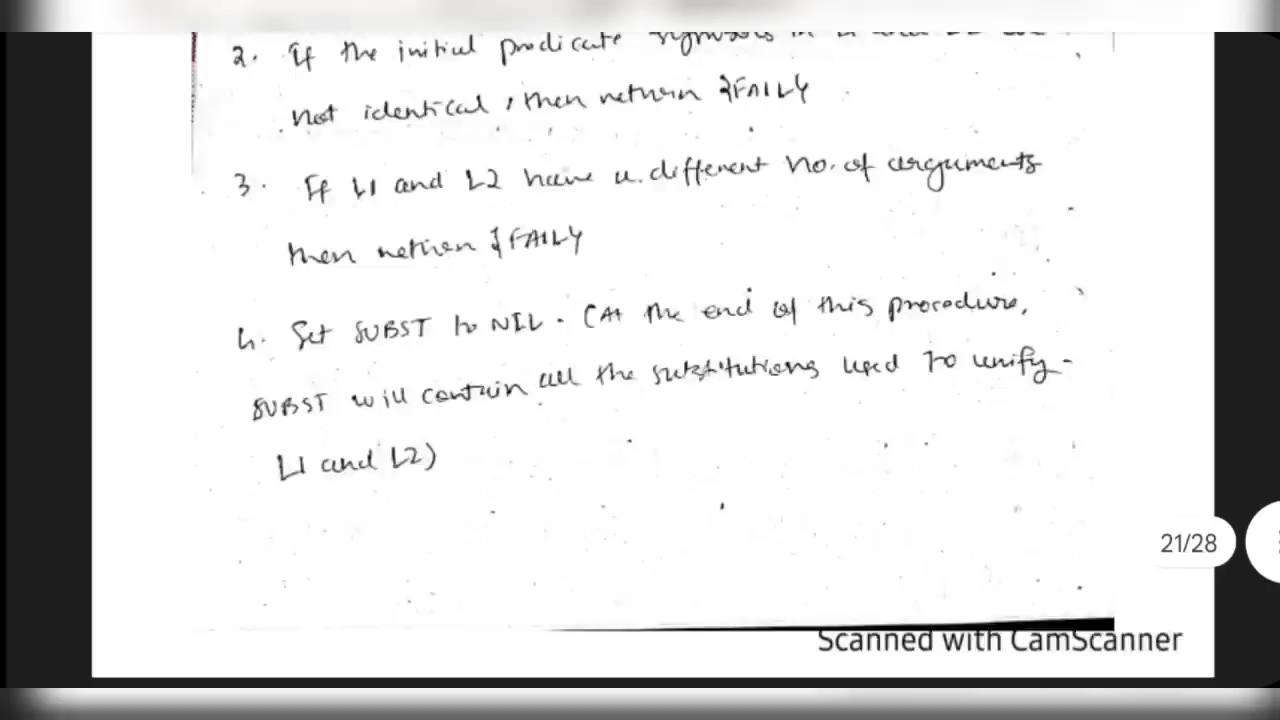 2. If the initial predicate
not identical, then return {FAIL}
3. If L1 and L2 have a different No. of arguments
then return {FAIL}
4. Set SUBST to NIL. (At the end of this procedure,
SUBST will contain all the substitutions used to unify
L1 and L2)
21/28
Scanned with CamScanner